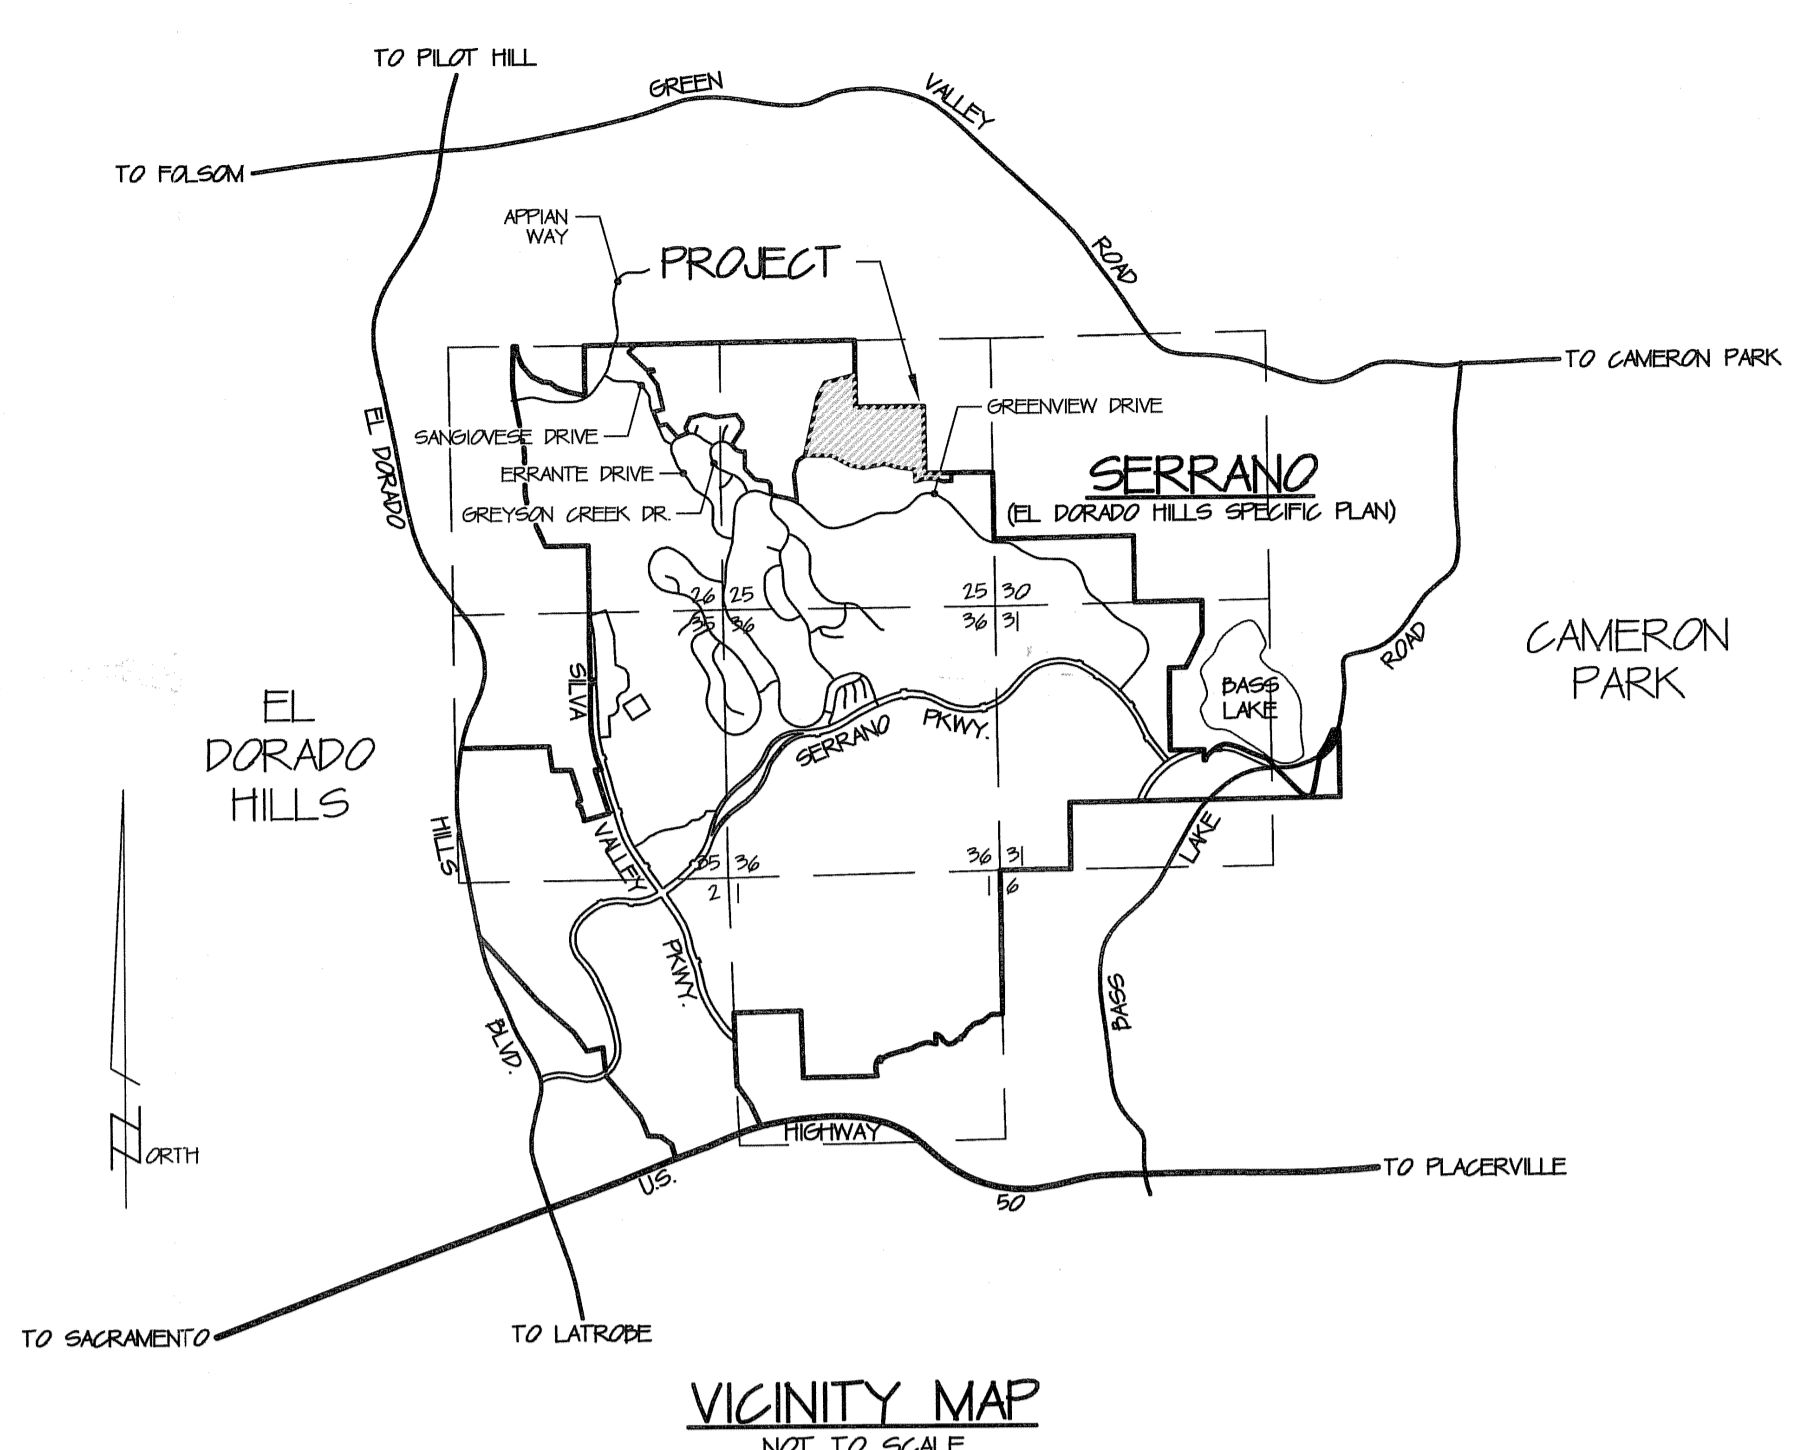 TO PILOT HILL
GREEN
VALLEY
TO FOLSOM
APPIAN
WAY
PROJECT
ROAD
TO CAMERON PARK
GREENVIEW DRIVE
EL DORADO
SANGIOVESE DRIVE
ERRANTE DRIVE
GREYSON CREEK DR.
SERRANO
(EL DORADO HILLS SPECIFIC PLAN)
26 25
35 36
25 30
36 31
CAMERON
PARK
ROAD
SILVA
BASS
LAKE
EL
DORADO
HILLS
SERRANO
PKWY.
HILLS
VALLEY
LAKE
35 36
2 1
36 31
1 6
PKWY.
BASS
BLVD.
NORTH
HIGHWAY
U.S.
50
TO PLACERVILLE
TO SACRAMENTO
TO LATROBE
VICINITY MAP
NOT TO SCALE